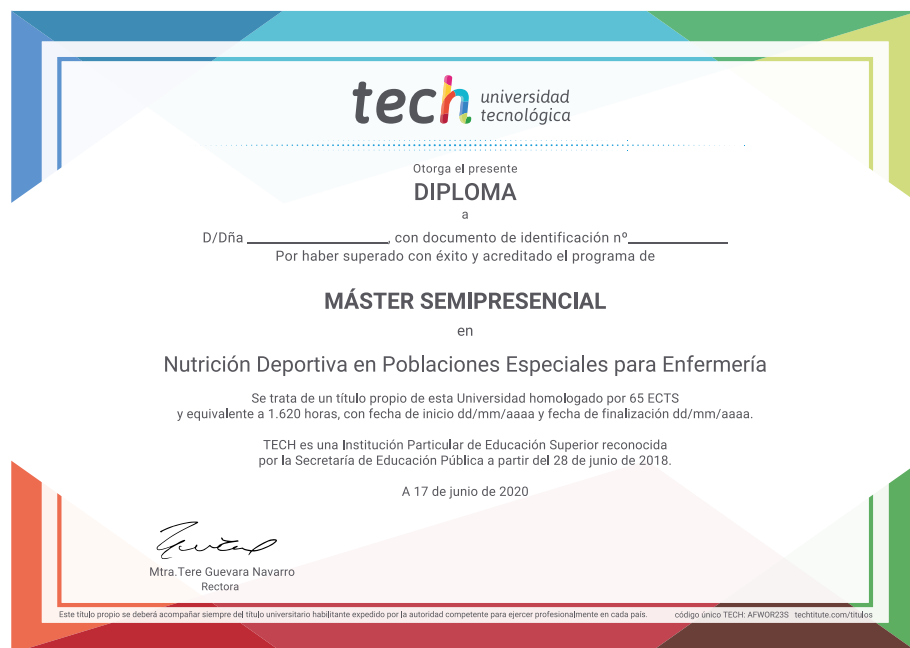 tech universidad
tecnológica
Otorga el presente
DIPLOMA
a
D/Dña ____________________, con documento de identificación nº______________
Por haber superado con éxito y acreditado el programa de
MÁSTER SEMIPRESENCIAL
en
Nutrición Deportiva en Poblaciones Especiales para Enfermería
Se trata de un título propio de esta Universidad homologado por 65 ECTS
y equivalente a 1.620 horas, con fecha de inicio dd/mm/aaaa y fecha de finalización dd/mm/aaaa.
TECH es una Institución Particular de Educación Superior reconocida
por la Secretaría de Educación Pública a partir del 28 de junio de 2018.
A 17 de junio de 2020
Mtra.Tere Guevara Navarro
Rectora
Este título propio se deberá acompañar siempre del título universitario habilitante expedido por la autoridad competente para ejercer profesionalmente en cada país. código único TECH: AFWOR23S techtitute.com/titulos